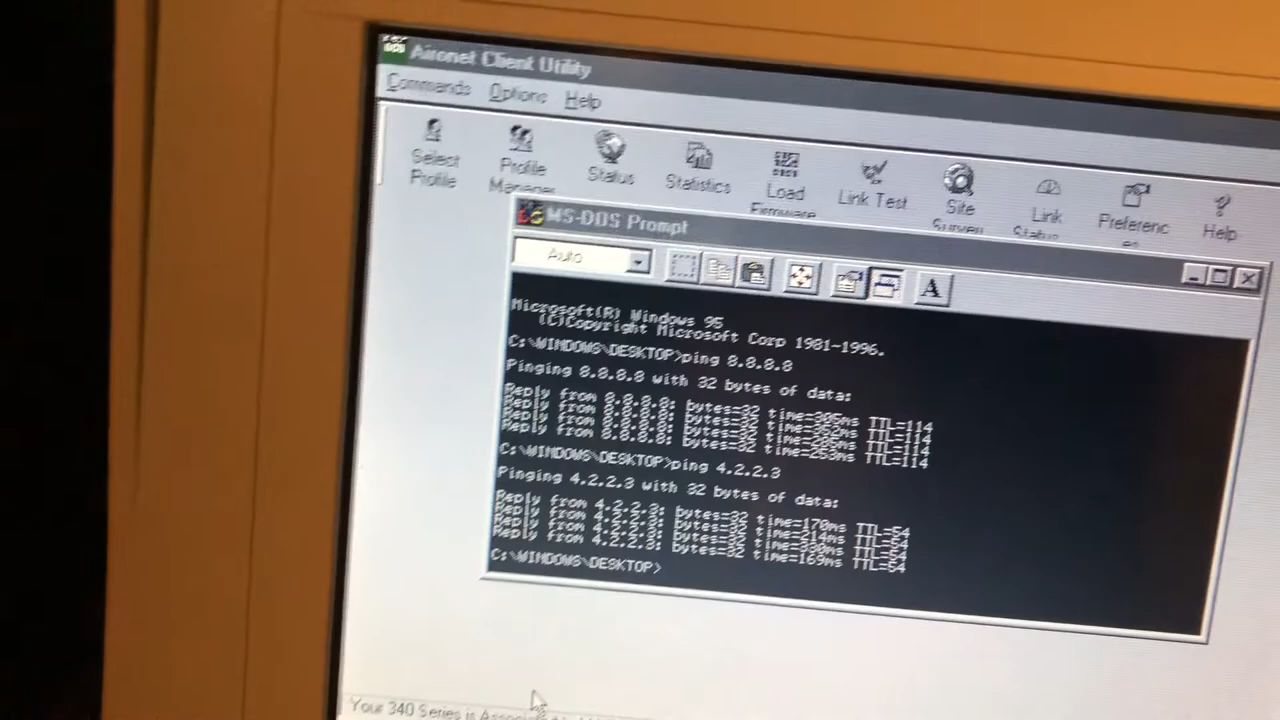 Aironet Client Utility
Commands Options Help
Select Profile
Profile Manager
Status
Statistics
Load Firmware
Link Test
Site Survey
Link Status
Preferenc es
Help
MS-DOS Prompt
Auto
A
Microsoft(R) Windows 95
(C)Copyright Microsoft Corp 1981-1996.
C:\WINDOWS\DESKTOP>ping 8.8.8.8
Pinging 8.8.8.8 with 32 bytes of data:
Reply from 8.8.8.8: bytes=32 TTL=114
Reply from 8.8.8.8: bytes=32 TTL=114
Reply from 8.8.8.8: bytes=32 TTL=114
Reply from 8.8.8.8: bytes=32 time=253ms TTL=114
C:\WINDOWS\DESKTOP>ping 4.2.2.3
Pinging 4.2.2.3 with 32 bytes of data:
Reply from 4.2.2.3: bytes=32 time=170ms TTL=54
Reply from 4.2.2.3: bytes=32 time=214ms TTL=54
Reply from 4.2.2.3: bytes=32 TTL=54
Reply from 4.2.2.3: bytes=32 time=169ms TTL=54
C:\WINDOWS\DESKTOP>
Your 340 Series is